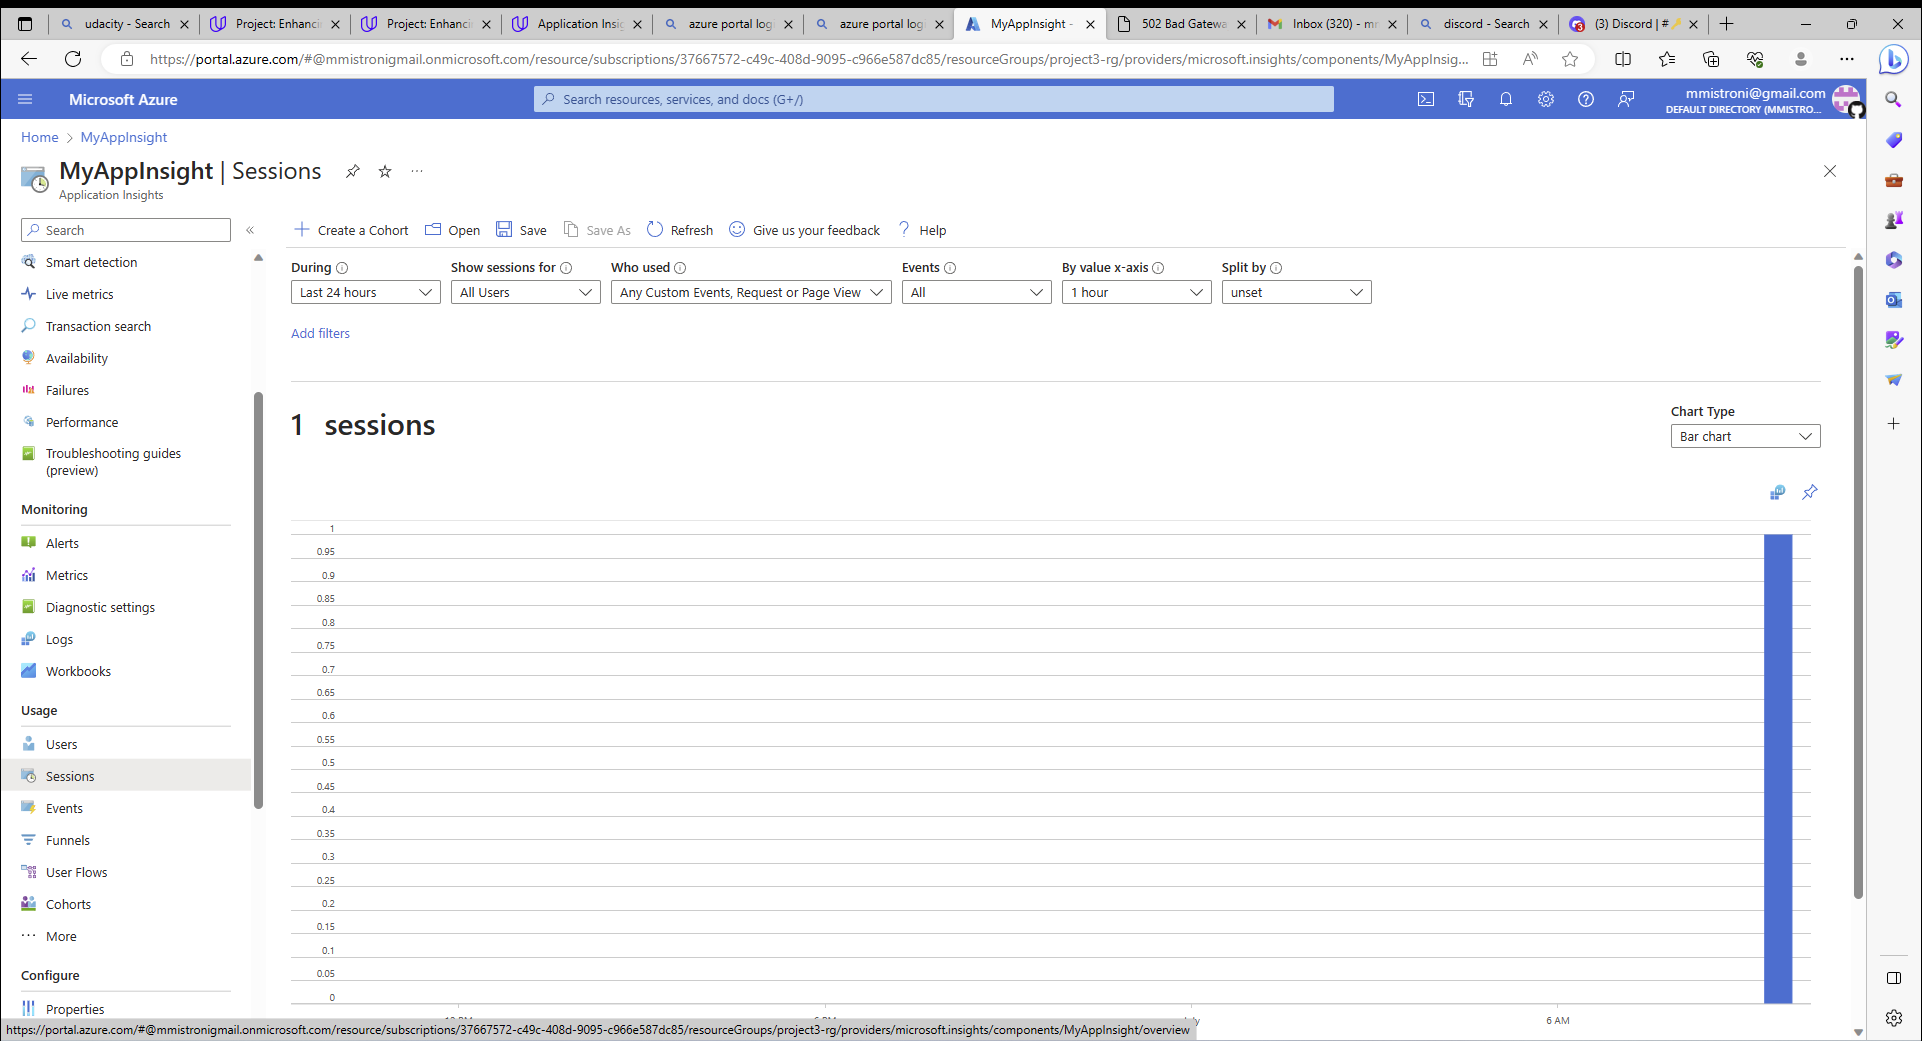 udacity - Search
Project: Enhancin
Project: Enhancin
Application Insig
azure portal logi
azure portal logi
MyAppInsight -
502 Bad Gatewa
Inbox (320) - mr
discord - Search
(3) Discord | #
https://portal.azure.com/#@mmistronigmail.onmicrosoft.com/resource/subscriptions/37667572-c49c-408d-9095-c966e587dc85/resourceGroups/project3-rg/providers/microsoft.insights/components/MyAppInsig...
Microsoft Azure
Search resources, services, and docs (G+/)
mmistroni@gmail.com
DEFAULT DIRECTORY (MMISTRO...
Home > MyAppInsight
MyAppInsight | Sessions
Application Insights
Search
Smart detection
Live metrics
Transaction search
Availability
Failures
Performance
Troubleshooting guides
(preview)
Monitoring
Alerts
Metrics
Diagnostic settings
Logs
Workbooks
Usage
Users
Sessions
Events
Funnels
User Flows
Cohorts
More
Configure
Properties
Create a Cohort
Open
Save
Save As
Refresh
Give us your feedback
Help
During
Show sessions for
Who used
Events
By value x-axis
Split by
Last 24 hours
All Users
Any Custom Events, Request or Page View
All
1 hour
unset
Add filters
1 sessions
Chart Type
Bar chart
1
0.95
0.9
0.85
0.8
0.75
0.7
0.65
0.6
0.55
0.5
0.45
0.4
0.35
0.3
0.25
0.2
0.15
0.1
0.05
0
6 AM
https://portal.azure.com/#@mmistronigmail.onmicrosoft.com/resource/subscriptions/37667572-c49c-408d-9095-c966e587dc85/resourceGroups/project3-rg/providers/microsoft.insights/components/MyAppInsight/overview